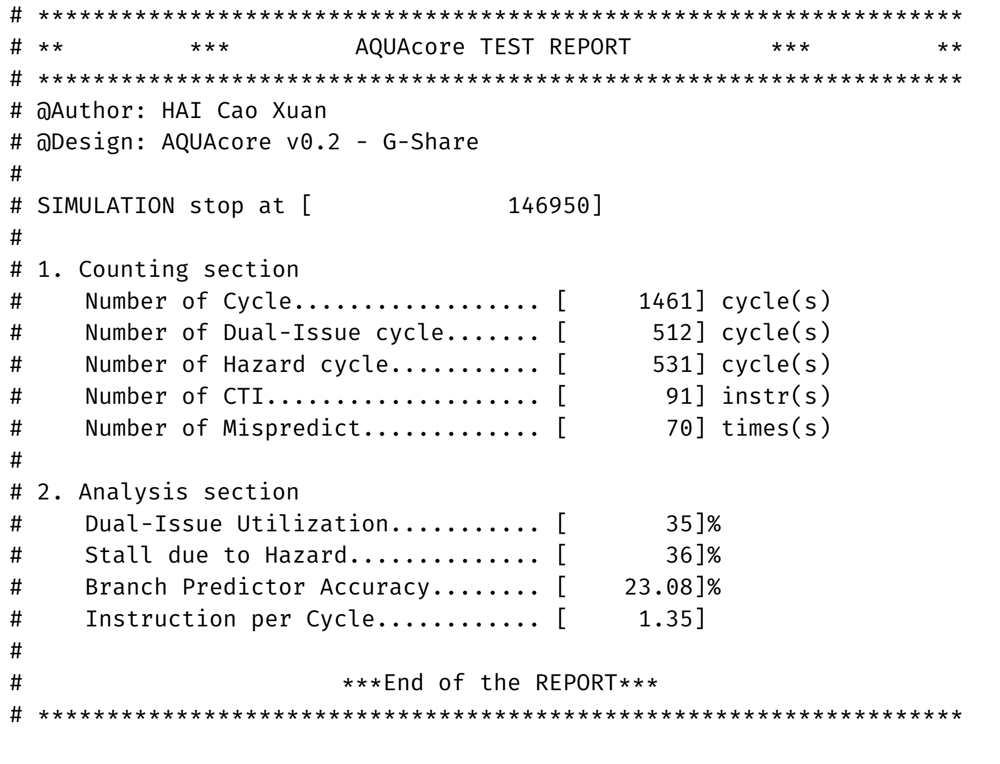 # *******************************************************************
# **         ***         AQUAcore TEST REPORT          ***         **
# *******************************************************************
# @Author: HAI Cao Xuan
# @Design: AQUAcore v0.2 - G-Share
#
# SIMULATION stop at [              146950]
#
# 1. Counting section
#    Number of Cycle.................. [     1461] cycle(s)
#    Number of Dual-Issue cycle....... [      512] cycle(s)
#    Number of Hazard cycle........... [      531] cycle(s)
#    Number of CTI.................... [       91] instr(s)
#    Number of Mispredict............. [       70] times(s)
#
# 2. Analysis section
#    Dual-Issue Utilization........... [       35]%
#    Stall due to Hazard.............. [       36]%
#    Branch Predictor Accuracy........ [    23.08]%
#    Instruction per Cycle............ [     1.35]
#
#                       ***End of the REPORT***
# *******************************************************************